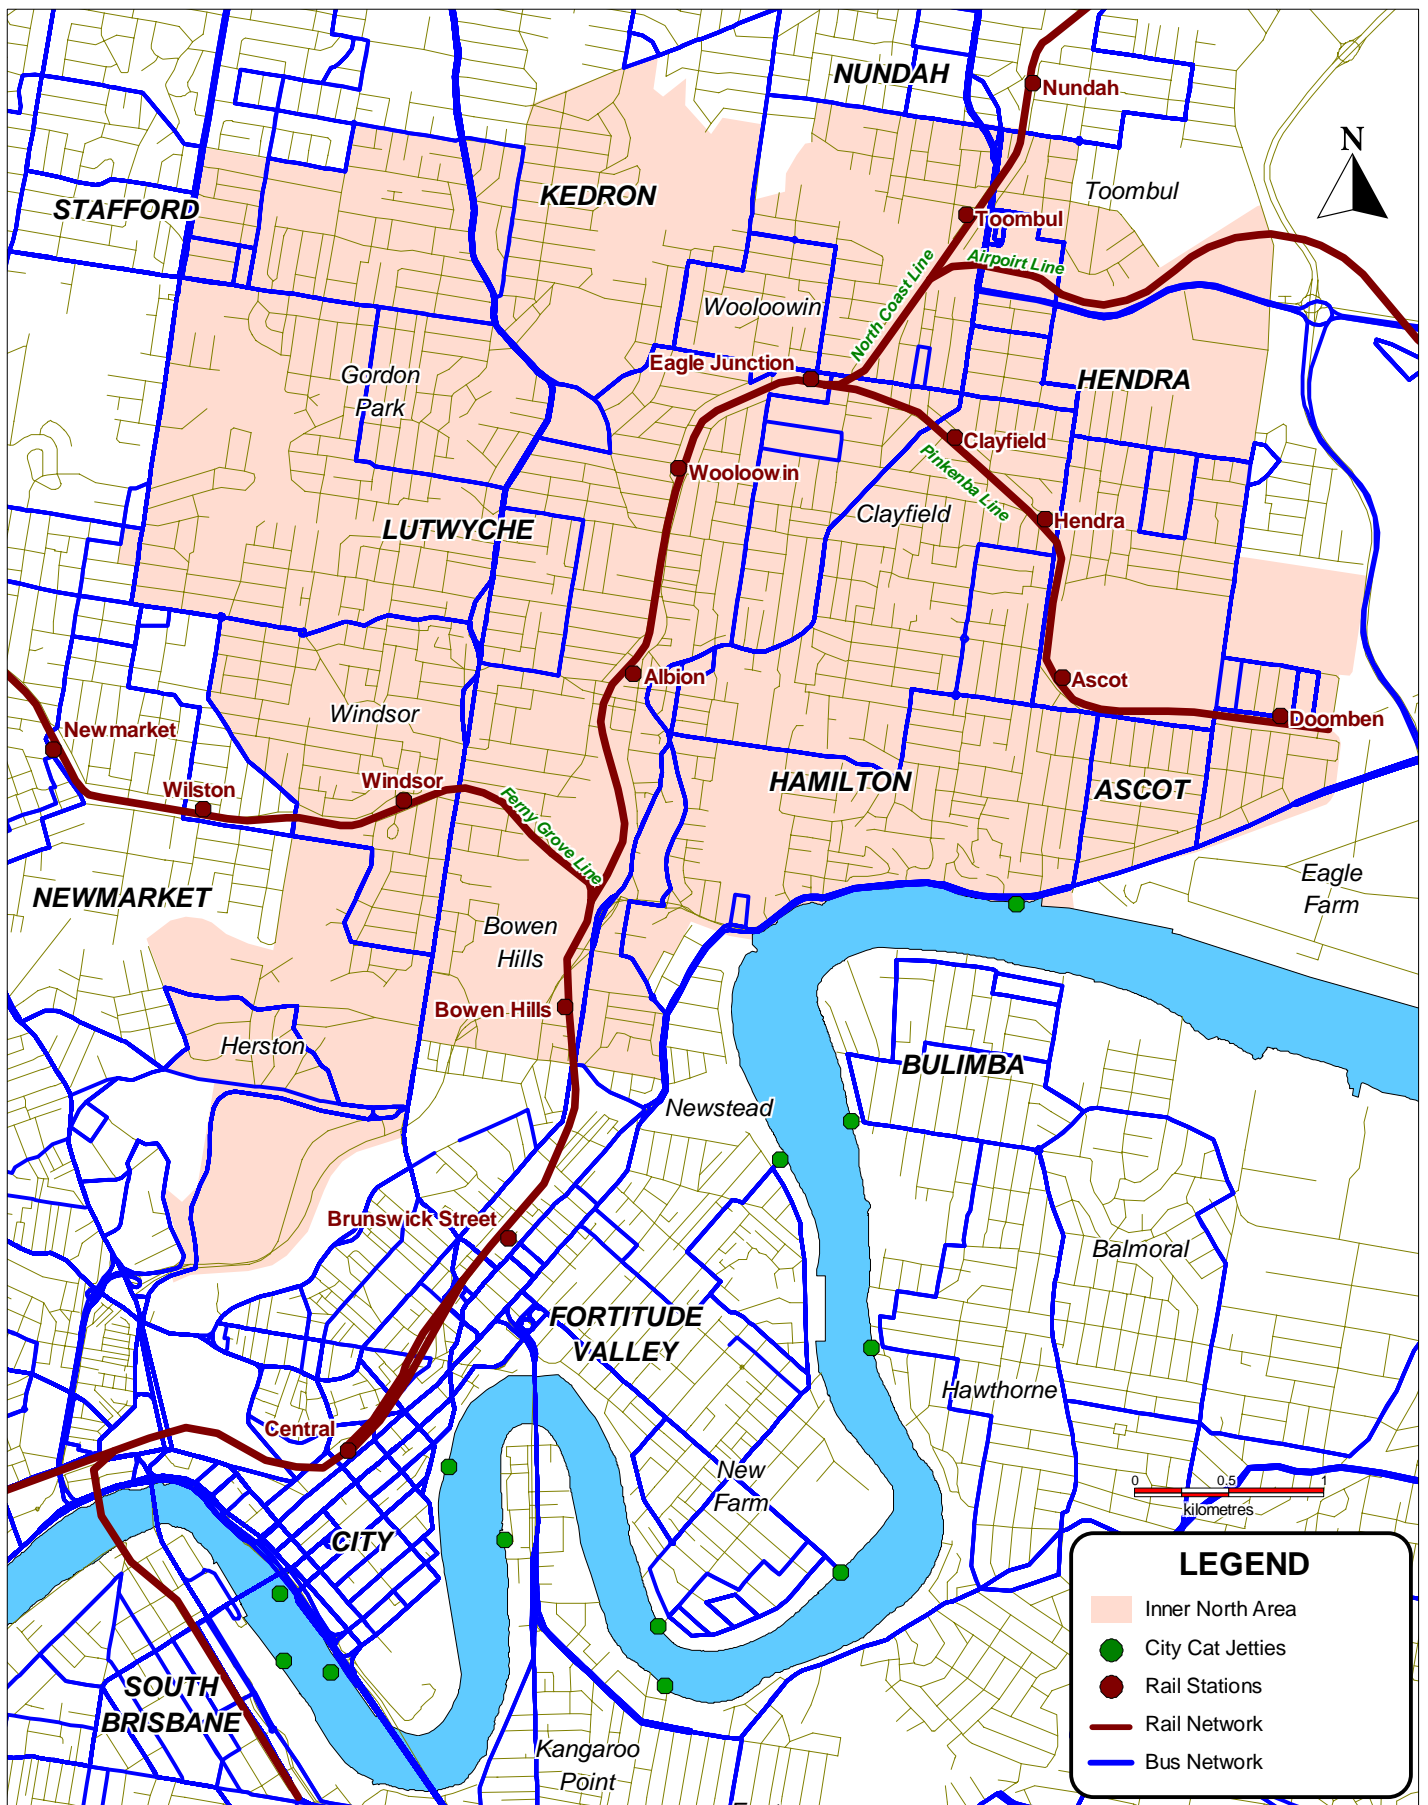 NUNDAH
Nundah
N
Toombul
KEDRON
STAFFORD
Toombul
Airpoirt Line
North Coast Line
Wooloowin
Eagle Junction
Gordon
Park
HENDRA
Clayfield
Pinkenba Line
Wooloowin
Clayfield
Hendra
LUTWYCHE
Albion
Ascot
Windsor
Doomben
Newmarket
Windsor
Wilston
HAMILTON
ASCOT
Ferny Grove Line
Eagle
Farm
NEWMARKET
Bowen
Hills
Bowen Hills
Herston
BULIMBA
Newstead
Brunswick Street
Balmoral
FORTITUDE
VALLEY
Hawthorne
Central
New
Farm
0 0.5 1
kilometres
CITY
LEGEND
Inner North Area
City Cat Jetties
Rail Stations
Rail Network
Bus Network
SOUTH
BRISBANE
Kangaroo
Point